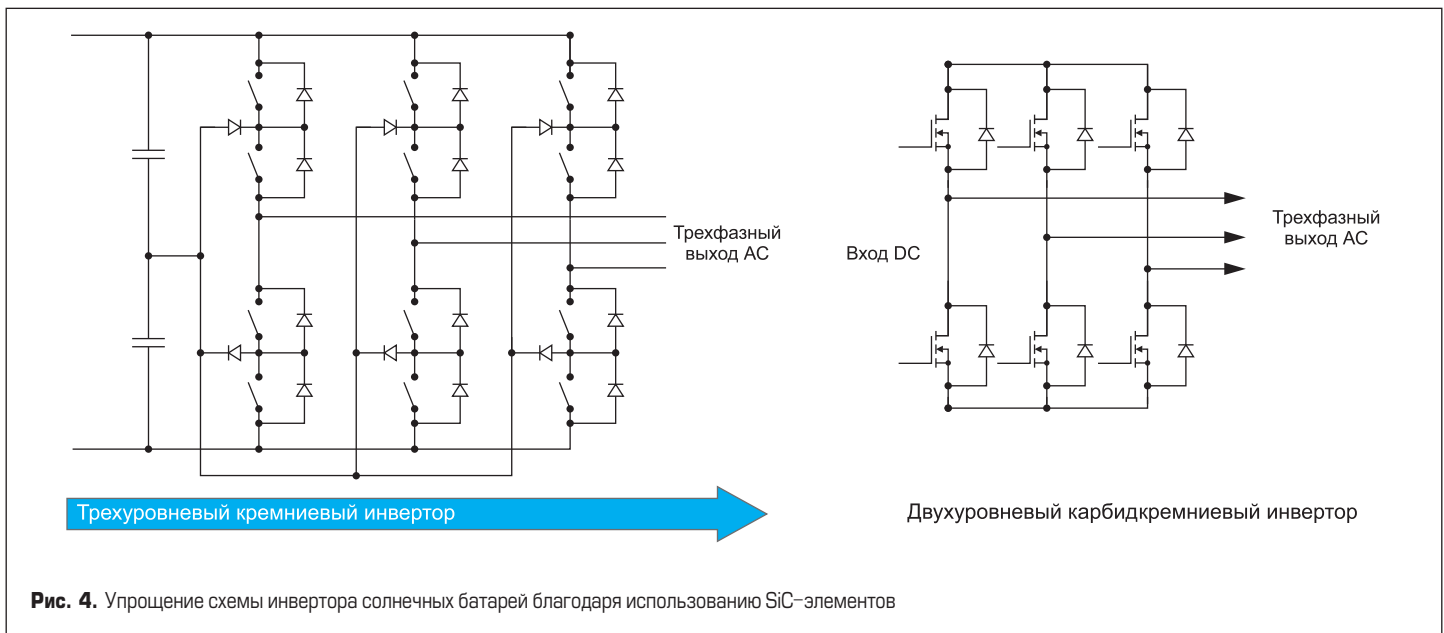 Трехфазный
выход AC
Вход DC
Трехфазный
выход AC
Трехуровневый кремниевый инвертор
Двухуровневый карбидкремниевый инвертор
Рис. 4. Упрощение схемы инвертора солнечных батарей благодаря использованию SiC–элементов